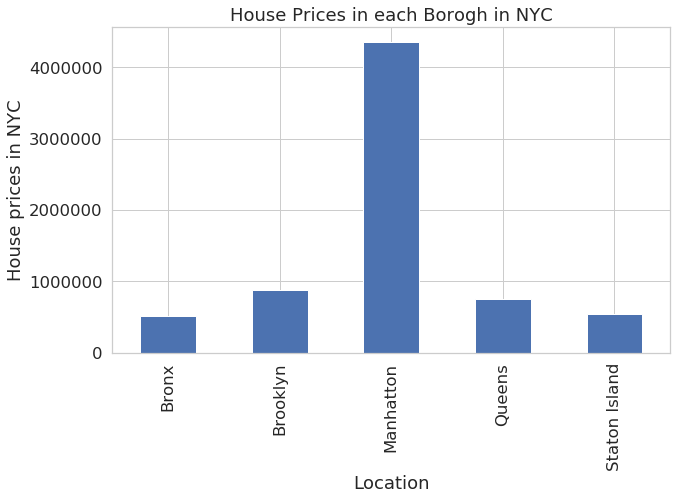 House Prices in each Borogh in NYC
House prices in NYC
4000000
3000000
2000000
1000000
0
Bronx
Brooklyn
Manhatton
Queens
Staton Island
Location